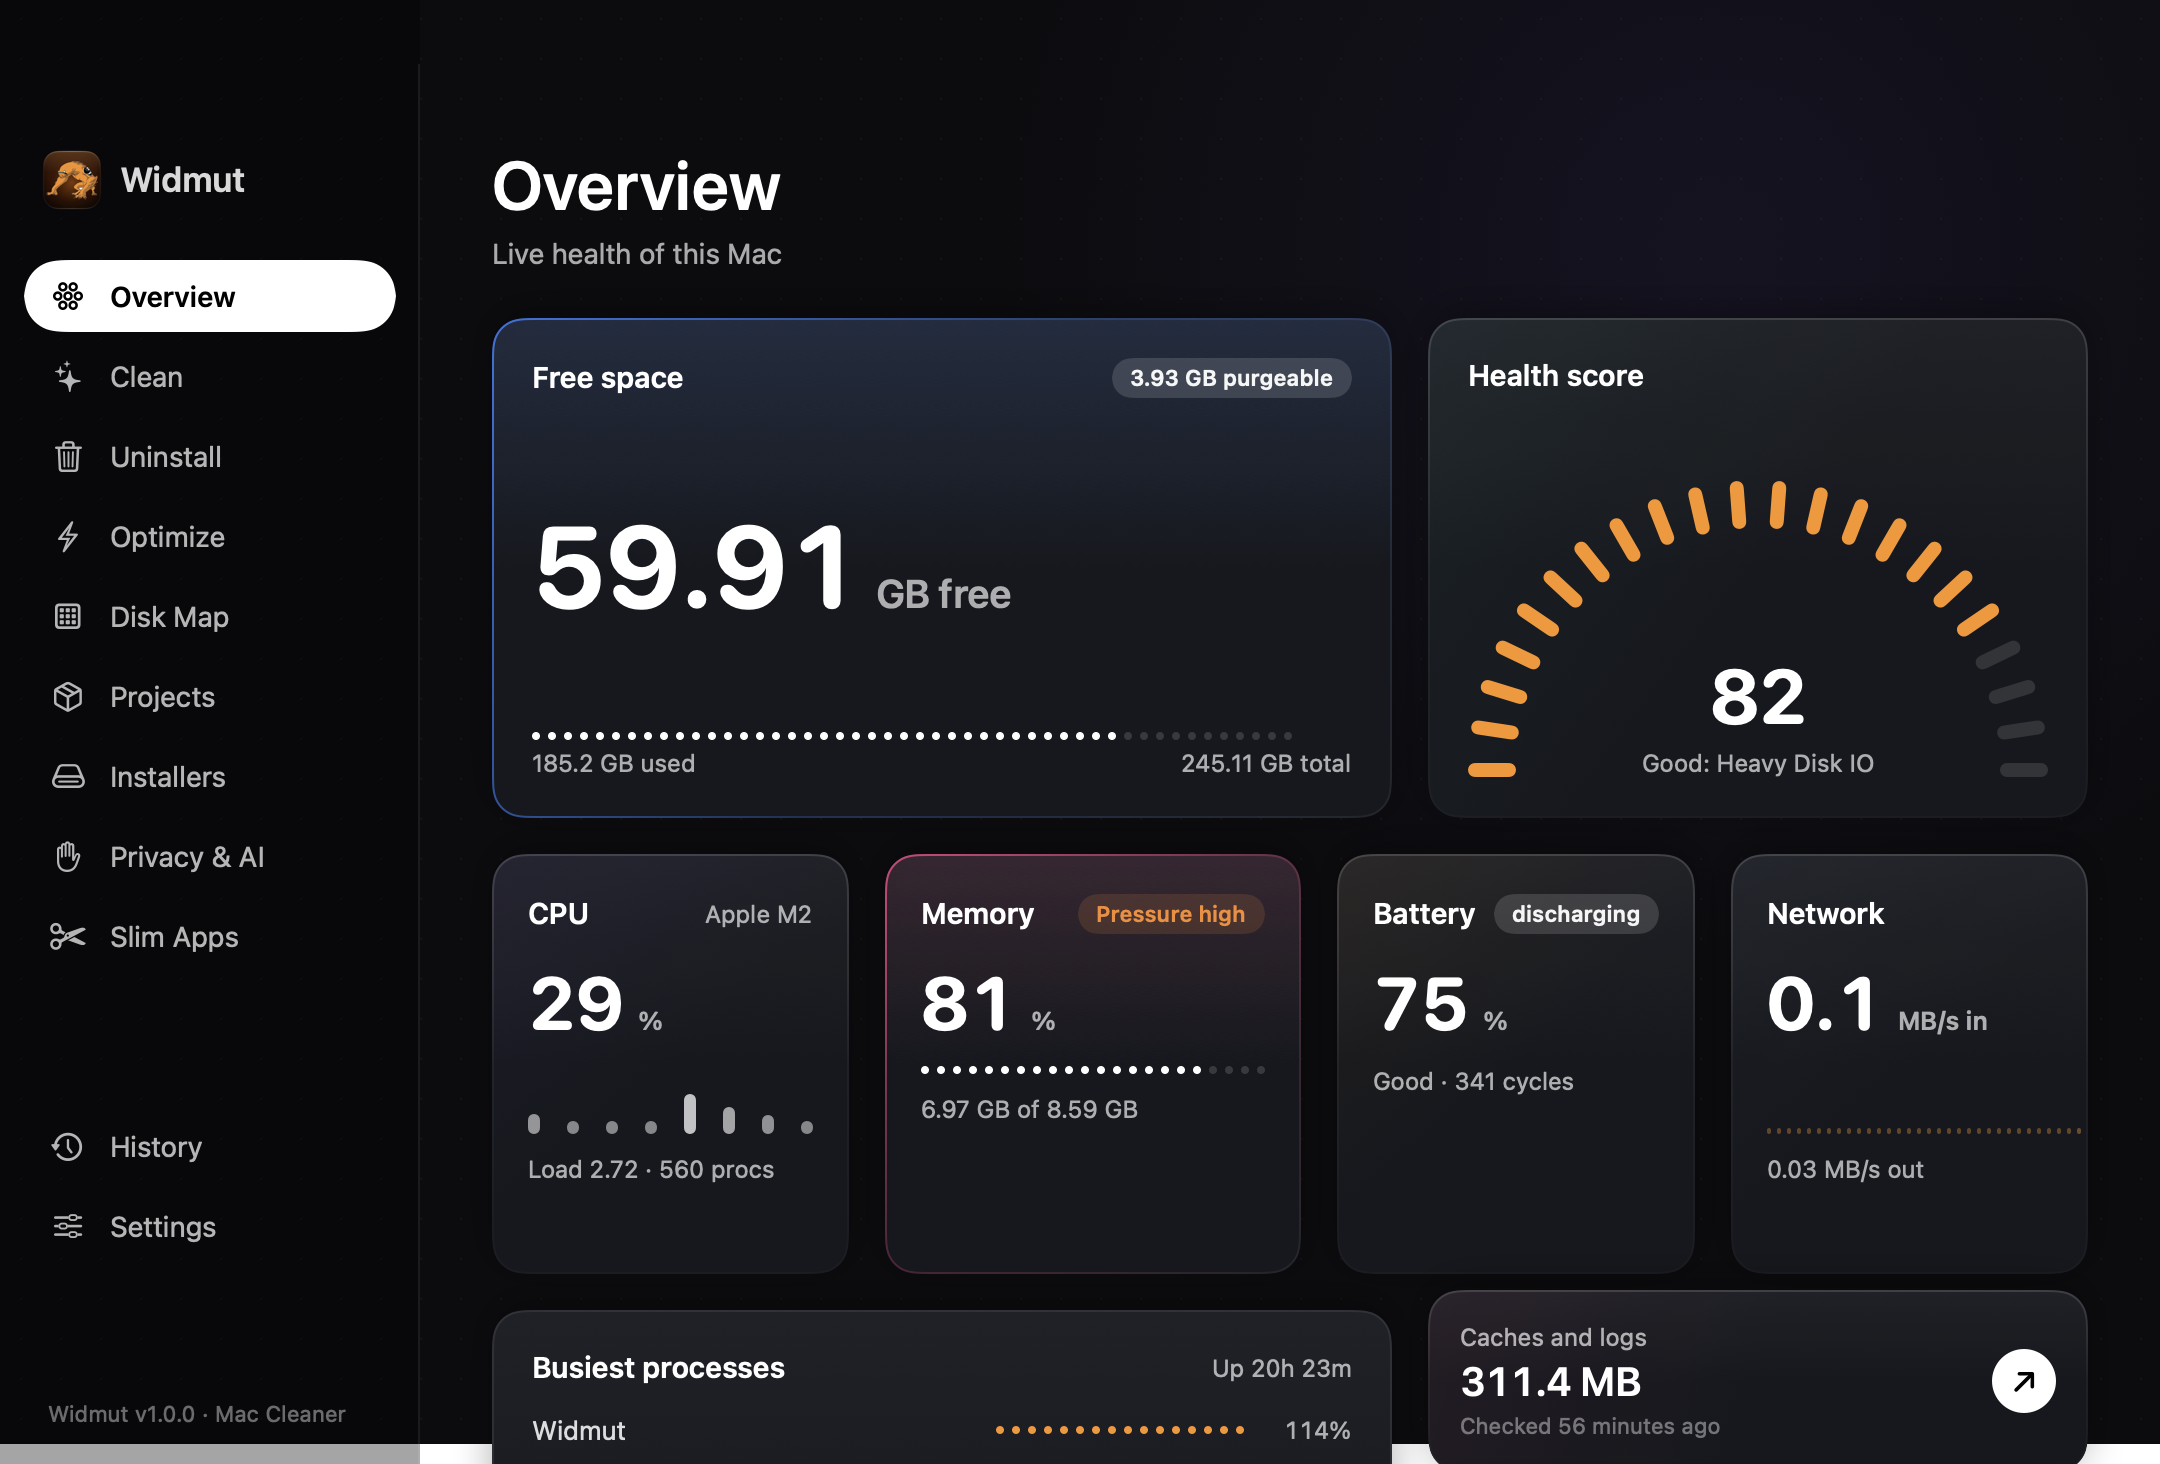 Widmut
Overview
Clean
Uninstall
Optimize
Disk Map
Projects
Installers
Privacy & AI
Slim Apps
History
Settings
Widmut v1.0.0 · Mac Cleaner
Overview
Live health of this Mac
Free space
3.93 GB purgeable
59.91 GB free
185.2 GB used
245.11 GB total
Health score
82
Good: Heavy Disk IO
CPU
Apple M2
29 %
Load 2.72 · 560 procs
Memory
Pressure high
81 %
6.97 GB of 8.59 GB
Battery
discharging
75 %
Good · 341 cycles
Network
0.1 MB/s in
0.03 MB/s out
Busiest processes
Up 20h 23m
Widmut
114%
Caches and logs
311.4 MB
Checked 56 minutes ago